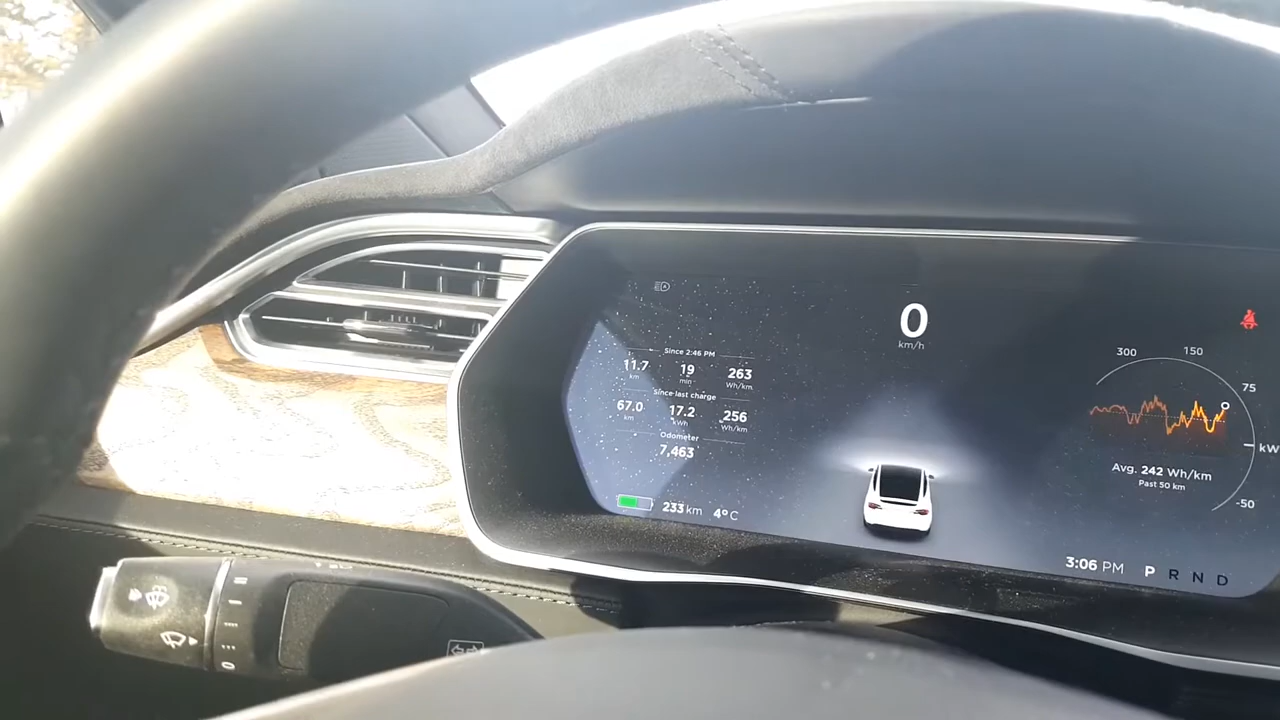 0
km/h
Since 2:46 PM
11.7 19 263
km min Wh/km
Since last charge
67.0 17.2 256
km kWh Wh/km
Odometer
7,463
233 km 4°C
300 150
75
kW
-50
Avg. 242 Wh/km
Past 50 km
3:06 PM P R N D